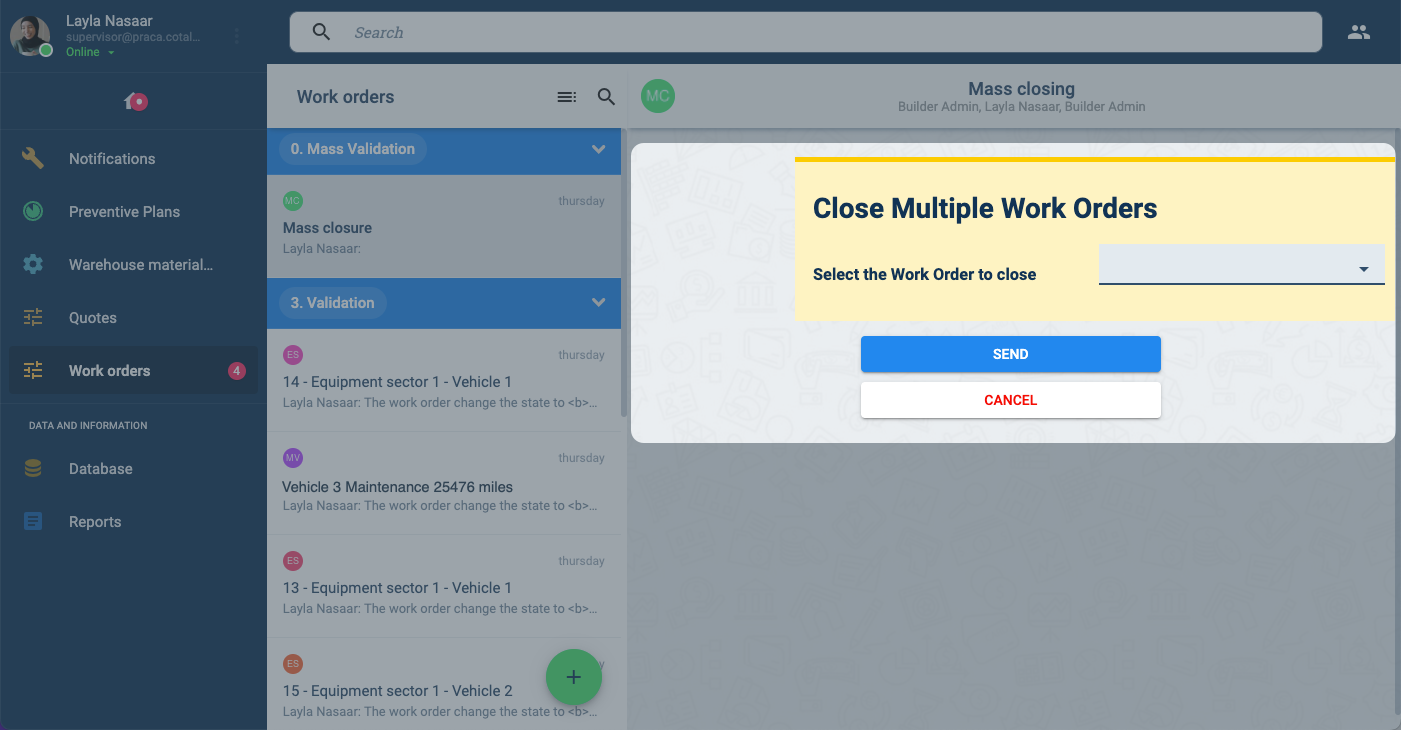 Layla Nasaar
supervisor@praca.cotal...
Online
Search
Notifications
Preventive Plans
Warehouse material...
Quotes
Work orders
4
DATA AND INFORMATION
Database
Reports
Work orders
0. Mass Validation
MC
thursday
Mass closure
Layla Nasaar:
3. Validation
ES
thursday
14 - Equipment sector 1 - Vehicle 1
Layla Nasaar: The work order change the state to <b>...
MV
thursday
Vehicle 3 Maintenance 25476 miles
Layla Nasaar: The work order change the state to <b>...
ES
thursday
13 - Equipment sector 1 - Vehicle 1
Layla Nasaar: The work order change the state to <b>...
ES
15 - Equipment sector 1 - Vehicle 2
Layla Nasaar: The work order change the state to <b>...
MC
Mass closing
Builder Admin, Layla Nasaar, Builder Admin
Close Multiple Work Orders
Select the Work Order to close
SEND
CANCEL